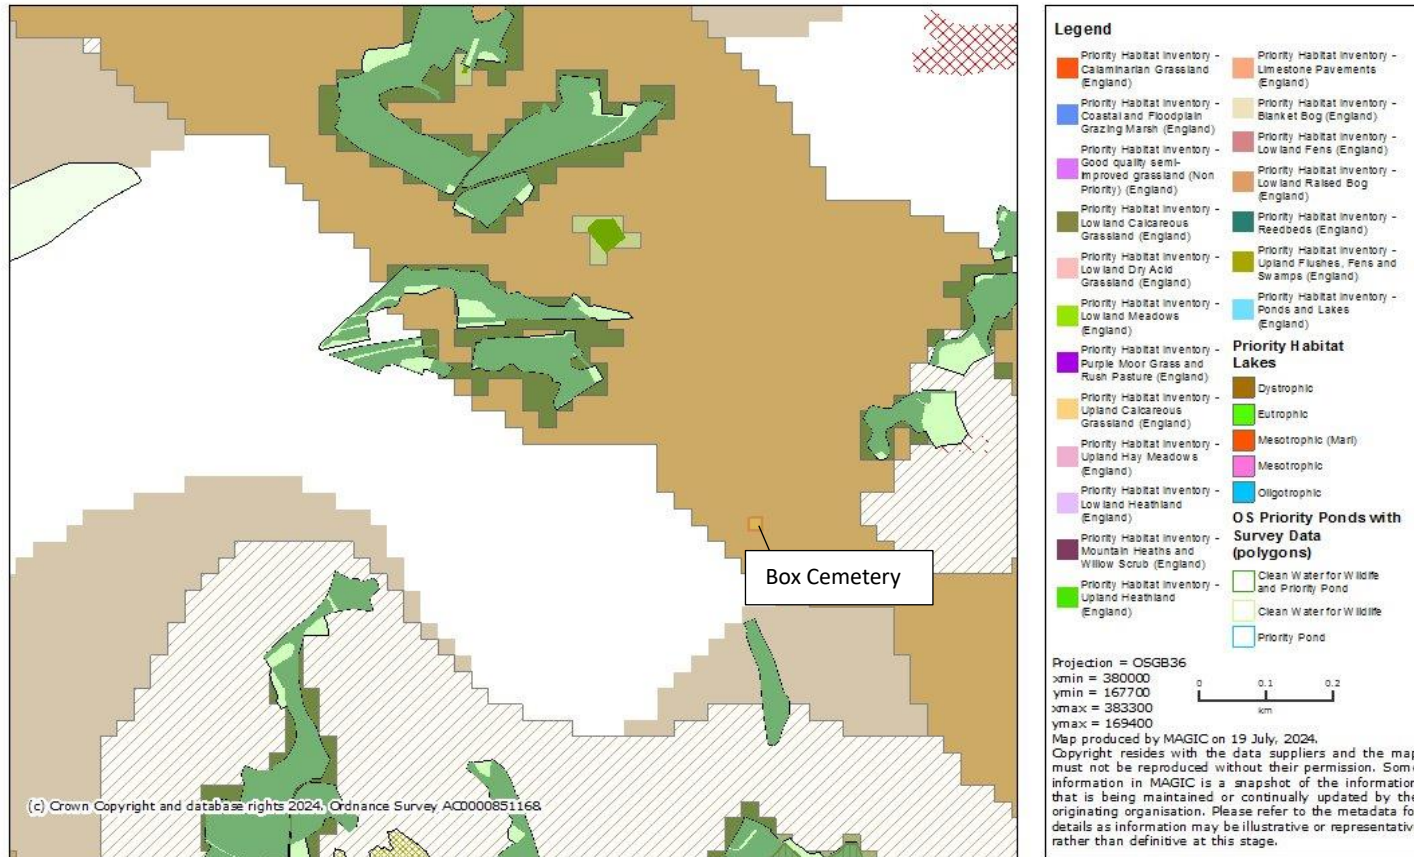 Box Cemetery
(c) Crown Copyright and database rights 2024. Ordnance Survey AC0000851168.
Legend
Priority Habitat Inventory -
Calaminarian Grassland
(England)
Priority Habitat Inventory -
Coastal and Floodplain
Grazing Marsh (England)
Priority Habitat Inventory -
Good quality semi-
improved grassland (Non
Priority) (England)
Priority Habitat Inventory -
Lowland Calcareous
Grassland (England)
Priority Habitat Inventory -
Lowland Dry Acid
Grassland (England)
Priority Habitat Inventory -
Lowland Meadows
(England)
Priority Habitat Inventory -
Purple Moor Grass and
Rush Pasture (England)
Priority Habitat Inventory -
Upland Calcareous
Grassland (England)
Priority Habitat Inventory -
Upland Hay Meadows
(England)
Priority Habitat Inventory -
Lowland Heathland
(England)
Priority Habitat Inventory -
Mountain Heaths and
Willow Scrub (England)
Priority Habitat Inventory -
Upland Heathland
(England)
Priority Habitat Inventory -
Limestone Pavements
(England)
Priority Habitat Inventory -
Blanket Bog (England)
Priority Habitat Inventory -
Lowland Fens (England)
Priority Habitat Inventory -
Lowland Raised Bog
(England)
Priority Habitat Inventory -
Reedbeds (England)
Priority Habitat Inventory -
Upland Flushes, Fens and
Swamps (England)
Priority Habitat Inventory -
Ponds and Lakes
(England)
Priority Habitat
Lakes
Dystrophic
Eutrophic
Mesotrophic (Marl)
Mesotrophic
Oligotrophic
OS Priority Ponds with
Survey Data
(polygons)
Clean Water for Wildlife
and Priority Pond
Clean Water for Wildlife
Priority Pond
Projection = OSGB36
xmin = 380000
ymin = 167700
xmax = 383300
ymax = 169400
0 0.1 0.2
km
Map produced by MAGIC on 19 July, 2024.
Copyright resides with the data suppliers and the map
must not be reproduced without their permission. Som
information in MAGIC is a snapshot of the information
that is being maintained or continually updated by the
originating organisation. Please refer to the metadata fo
details as information may be illustrative or representativ
rather than definitive at this stage.